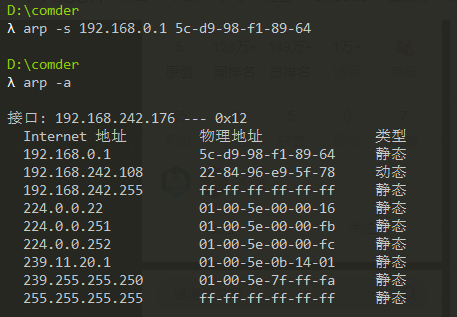 D:\comder
λ arp -s 192.168.0.1 5c-d9-98-f1-89-64
D:\comder
λ arp -a
接口: 192.168.242.176 --- 0x12
Internet 地址 物理地址 类型
192.168.0.1 5c-d9-98-f1-89-64 静态
192.168.242.108 22-84-96-e9-5f-78 动态
192.168.242.255 ff-ff-ff-ff-ff-ff 静态
224.0.0.22 01-00-5e-00-00-16 静态
224.0.0.251 01-00-5e-00-00-fb 静态
224.0.0.252 01-00-5e-00-00-fc 静态
239.11.20.1 01-00-5e-0b-14-01 静态
239.255.255.250 01-00-5e-7f-ff-fa 静态
255.255.255.255 ff-ff-ff-ff-ff-ff 静态